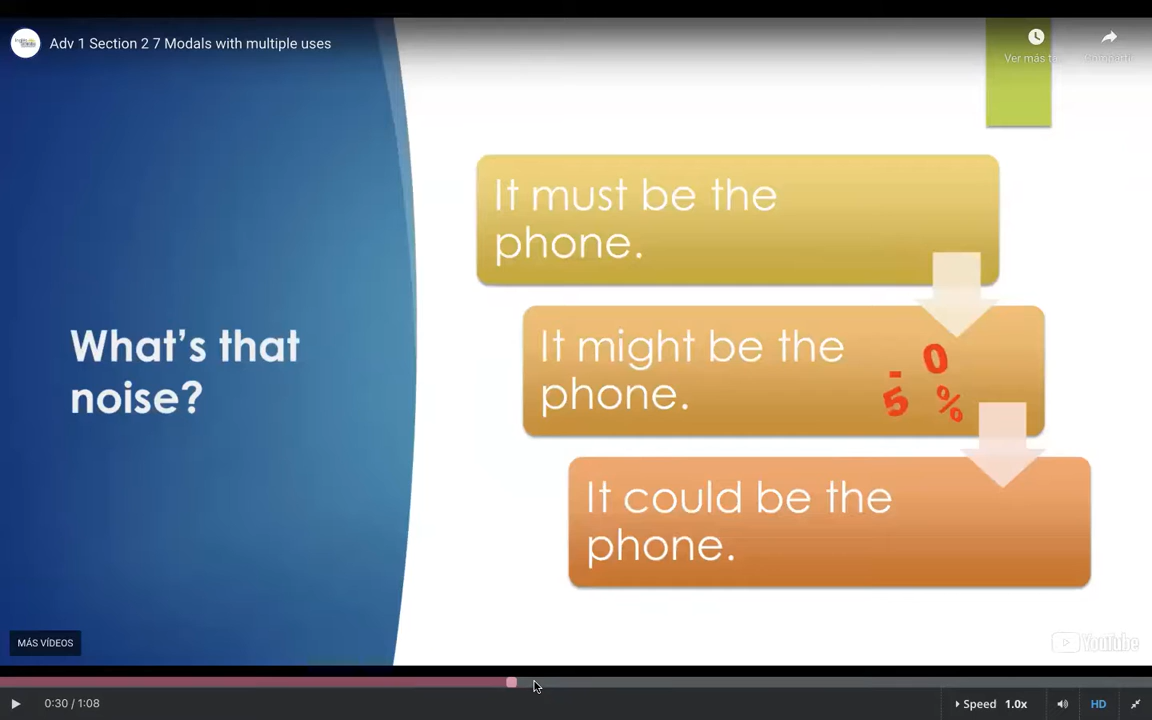 Adv 1 Section 2 7 Modals with multiple uses
Compartir
What's that
noise?
It must be the
phone.
It might be the
phone.
- 0
5 %
It could be the
phone.
MÁS VÍDEOS
YouTube
0:30 / 1:08
Speed 1.0x
HD